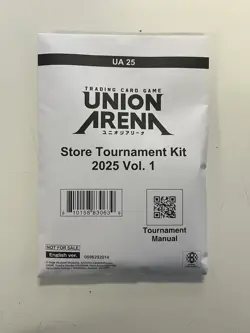 UA 25
TRADING CARD GAME
UNION
ARENA
ユニオンアリーナ
Store Tournament Kit
2025 Vol. 1
Tournament
Manual
NOT FOR SALE
English ver.